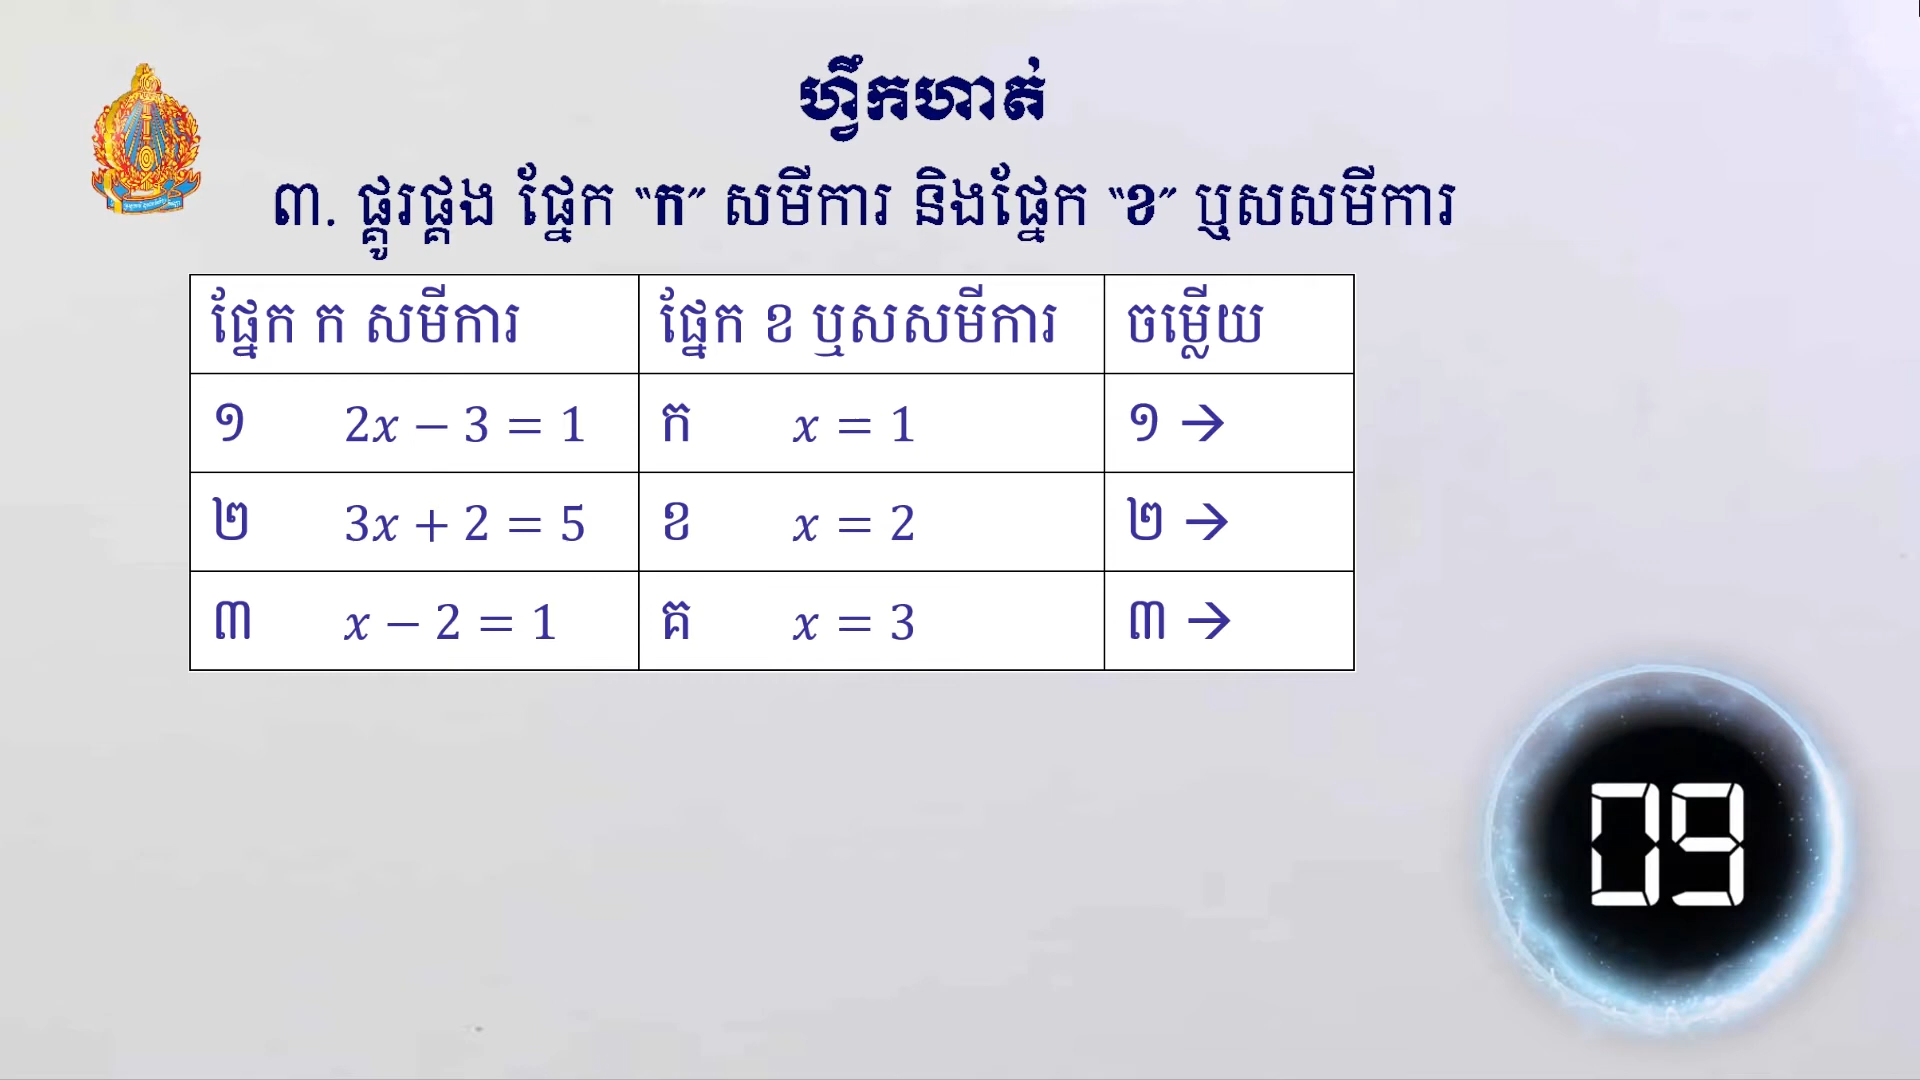 ហ្វឹកហាត់
៣. ផ្គូរផ្គង ផ្នែក “ក” សមីការ និងផ្នែក “ខ” ឬសសមីការ
ផ្នែក ក សមីការ ផ្នែក ខ ឬសសមីការ ចម្លើយ
១ 2x − 3 = 1 ក x = 1 ១ →
២ 3x + 2 = 5 ខ x = 2 ២ →
៣ x − 2 = 1 គ x = 3 ៣ →
09